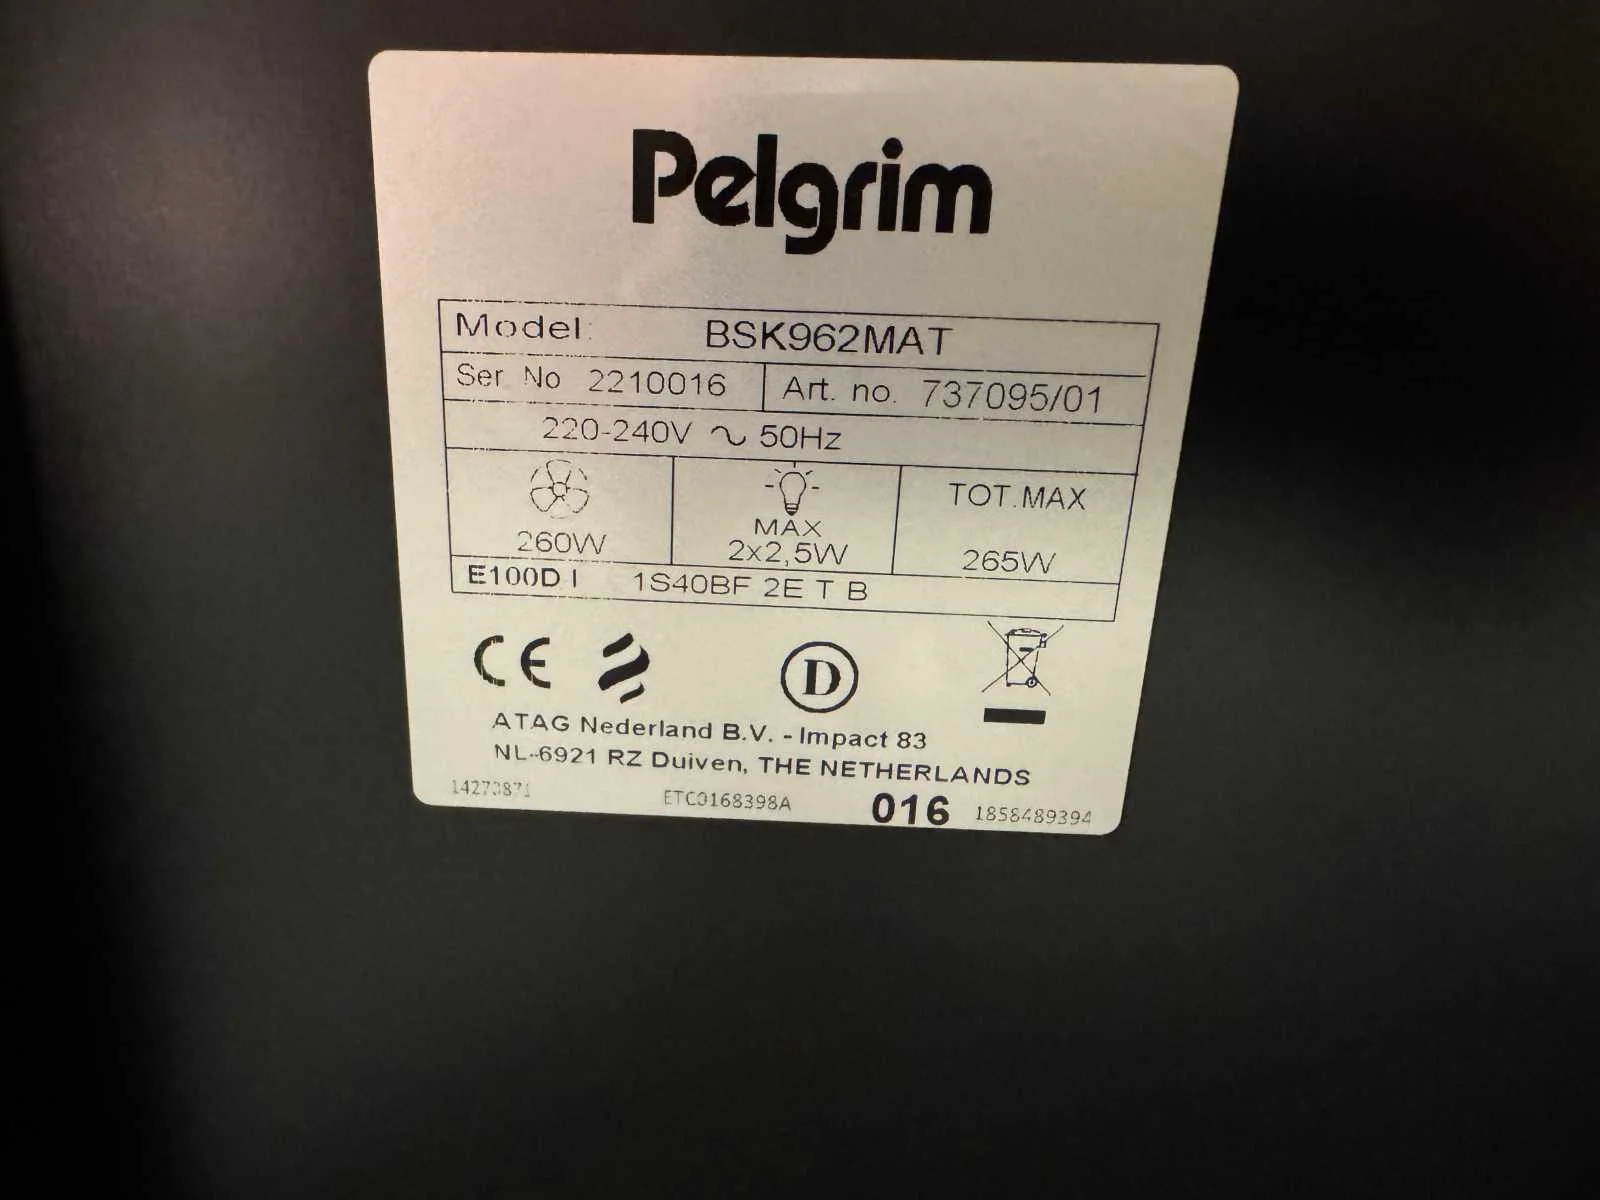 Pelgrim
Model: BSK962MAT
Ser No 2210016 Art. no. 737095/01
220-240V ~ 50Hz
TOT.MAX
MAX
260W 2x2,5W 265W
E100D I 1S40BF 2E T B
CE D
ATAG Nederland B.V. - Impact 83
NL-6921 RZ Duiven, THE NETHERLANDS
ETC0168398A 016 1858489394